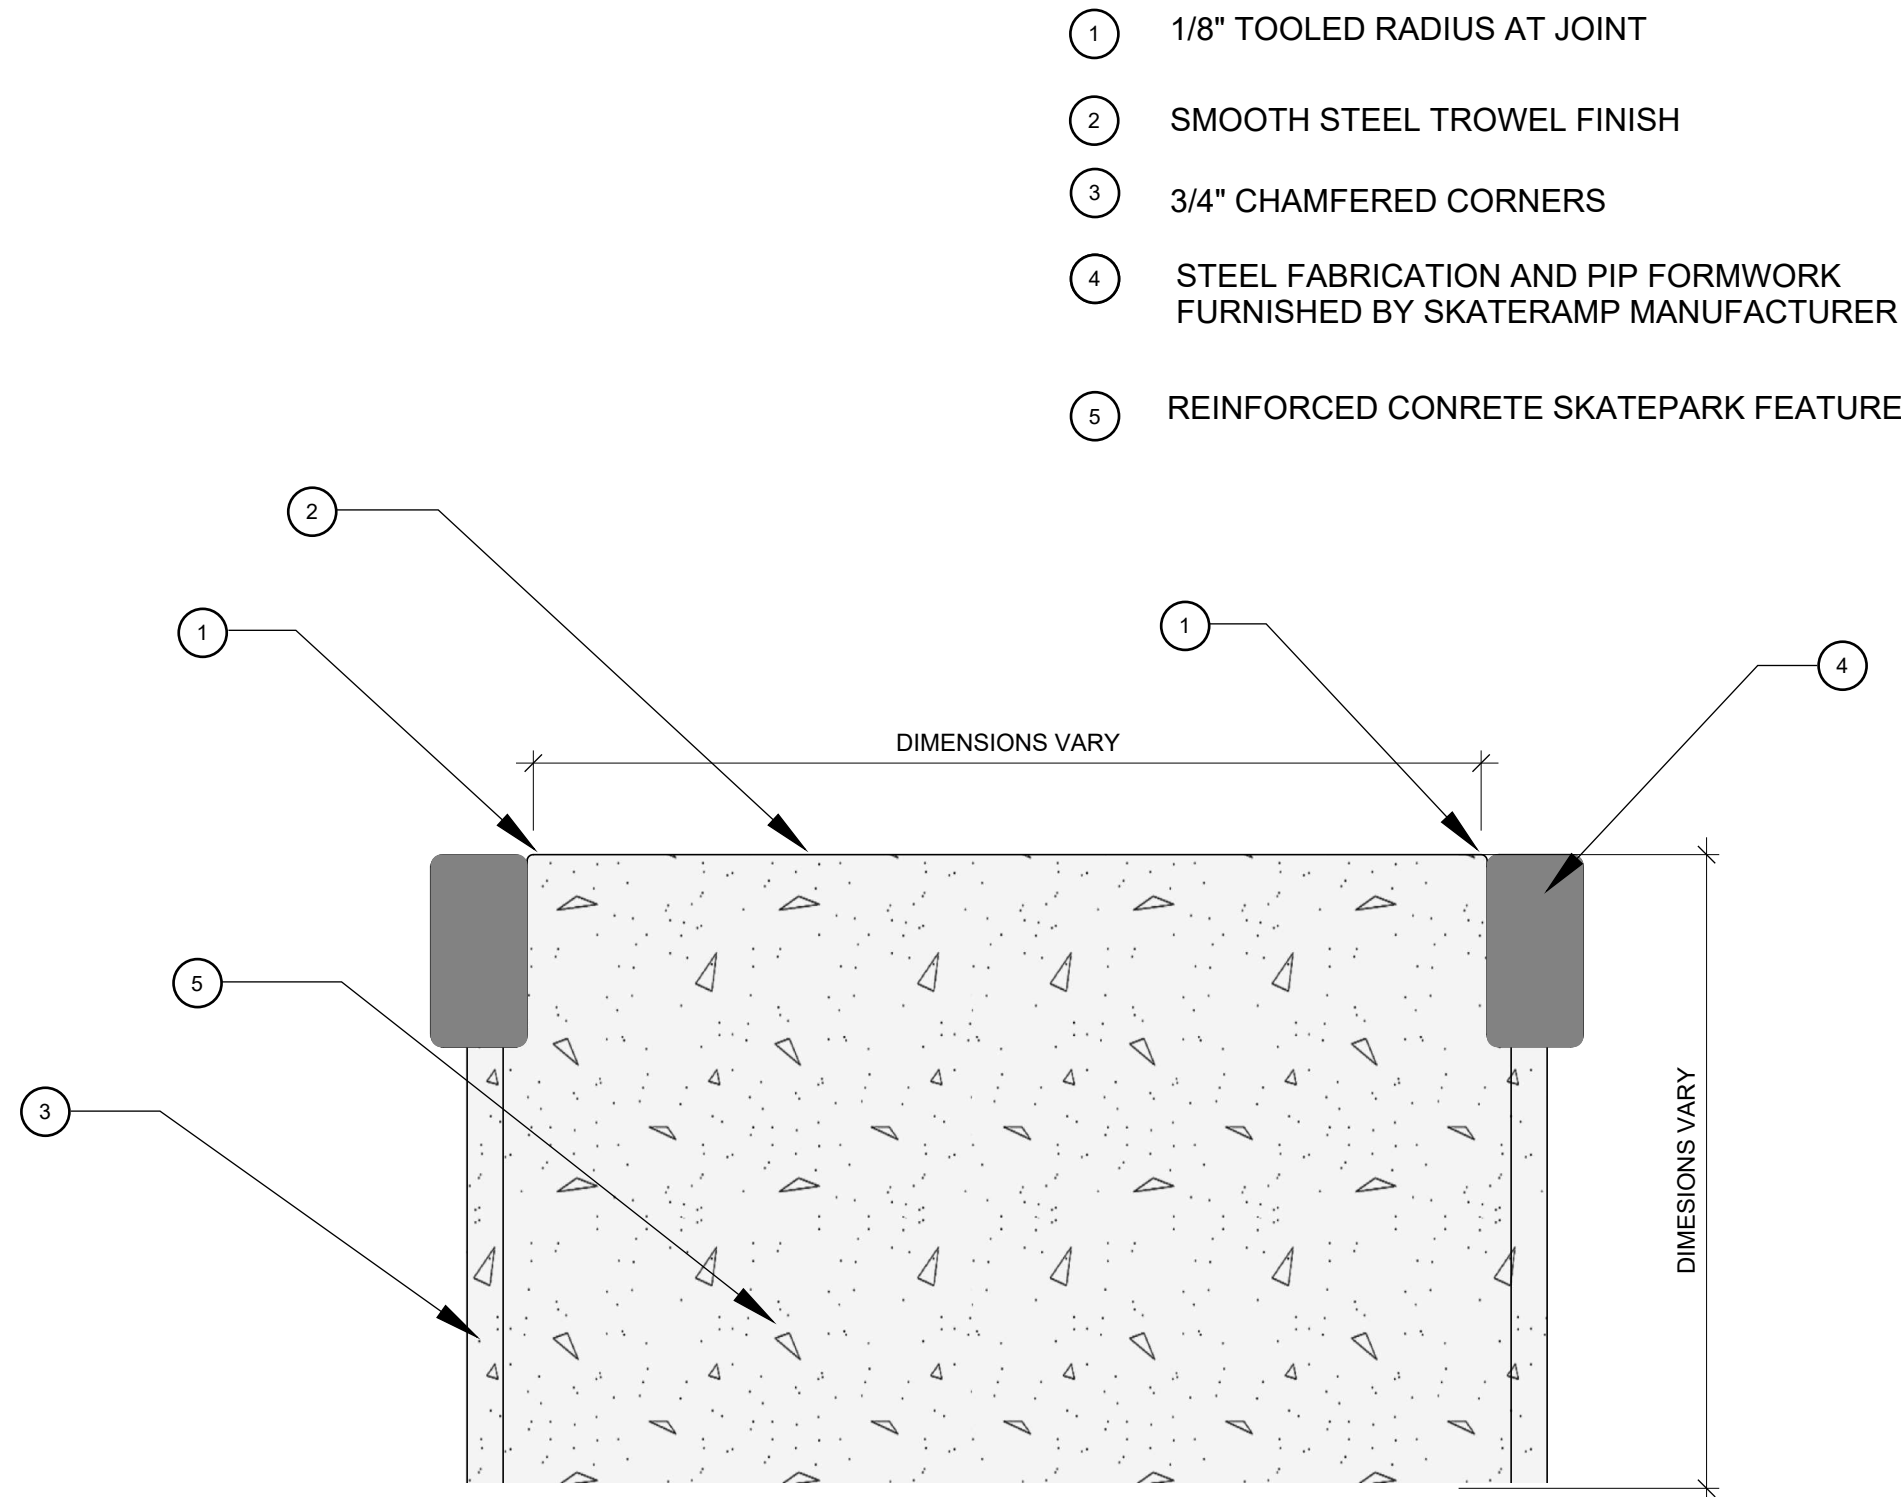 1 1/8" TOOLED RADIUS AT JOINT
2 SMOOTH STEEL TROWEL FINISH
3 3/4" CHAMFERED CORNERS
4 STEEL FABRICATION AND PIP FORMWORK
FURNISHED BY SKATERAMP MANUFACTURER
5 REINFORCED CONRETE SKATEPARK FEATURE
2
1
1
4
DIMENSIONS VARY
5
3
DIMESIONS VARY